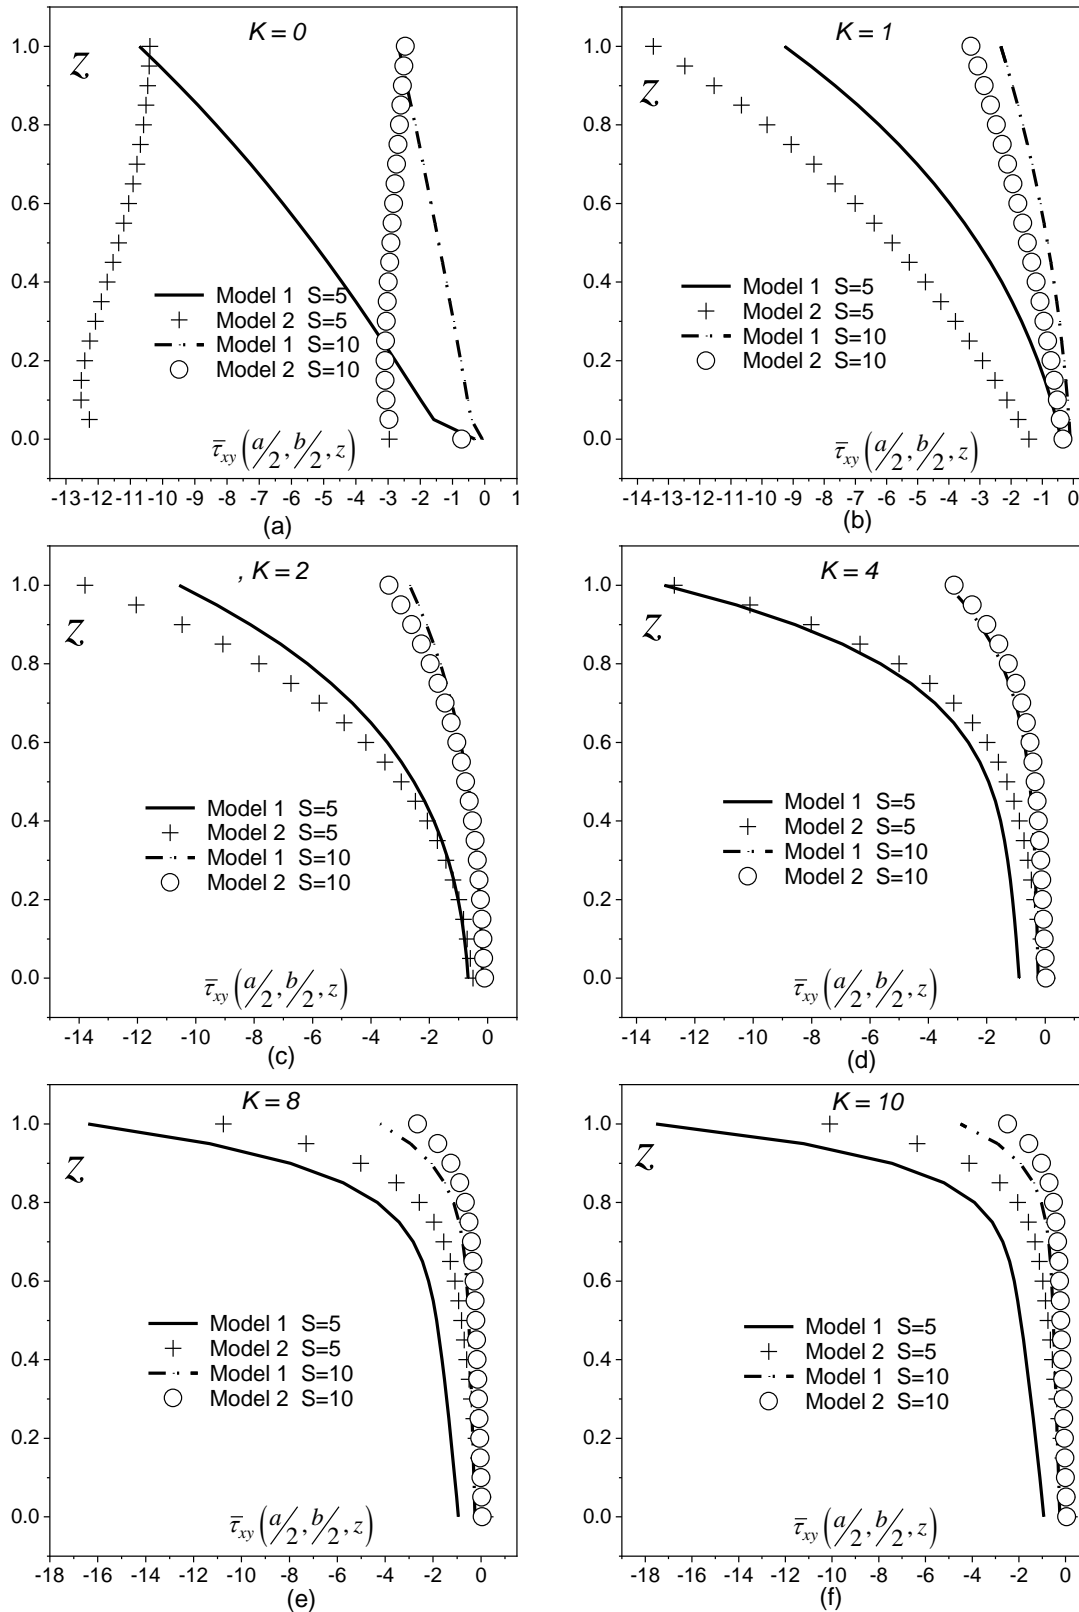 K = 0
1.0
z
0.8
0.6
0.4
0.2
0.0
Model 1 S=5
Model 2 S=5
Model 1 S=10
Model 2 S=10
τ̄xy(a/2, b/2, z)
-13 -12 -11 -10 -9 -8 -7 -6 -5 -4 -3 -2 -1 0 1
(a)
K = 1
1.0
z
0.8
0.6
0.4
0.2
0.0
Model 1 S=5
Model 2 S=5
Model 1 S=10
Model 2 S=10
τ̄xy(a/2, b/2, z)
-14 -13 -12 -11 -10 -9 -8 -7 -6 -5 -4 -3 -2 -1 0
(b)
, K = 2
1.0
z
0.8
0.6
0.4
0.2
0.0
Model 1 S=5
Model 2 S=5
Model 1 S=10
Model 2 S=10
τ̄xy(a/2, b/2, z)
-14 -12 -10 -8 -6 -4 -2 0
(c)
K = 4
1.0
z
0.8
0.6
0.4
0.2
0.0
Model 1 S=5
Model 2 S=5
Model 1 S=10
Model 2 S=10
τ̄xy(a/2, b/2, z)
-14 -12 -10 -8 -6 -4 -2 0
(d)
K = 8
1.0
z
0.8
0.6
0.4
0.2
0.0
Model 1 S=5
Model 2 S=5
Model 1 S=10
Model 2 S=10
τ̄xy(a/2, b/2, z)
-18 -16 -14 -12 -10 -8 -6 -4 -2 0
(e)
K = 10
1.0
z
0.8
0.6
0.4
0.2
0.0
Model 1 S=5
Model 2 S=5
Model 1 S=10
Model 2 S=10
τ̄xy(a/2, b/2, z)
-18 -16 -14 -12 -10 -8 -6 -4 -2 0
(f)